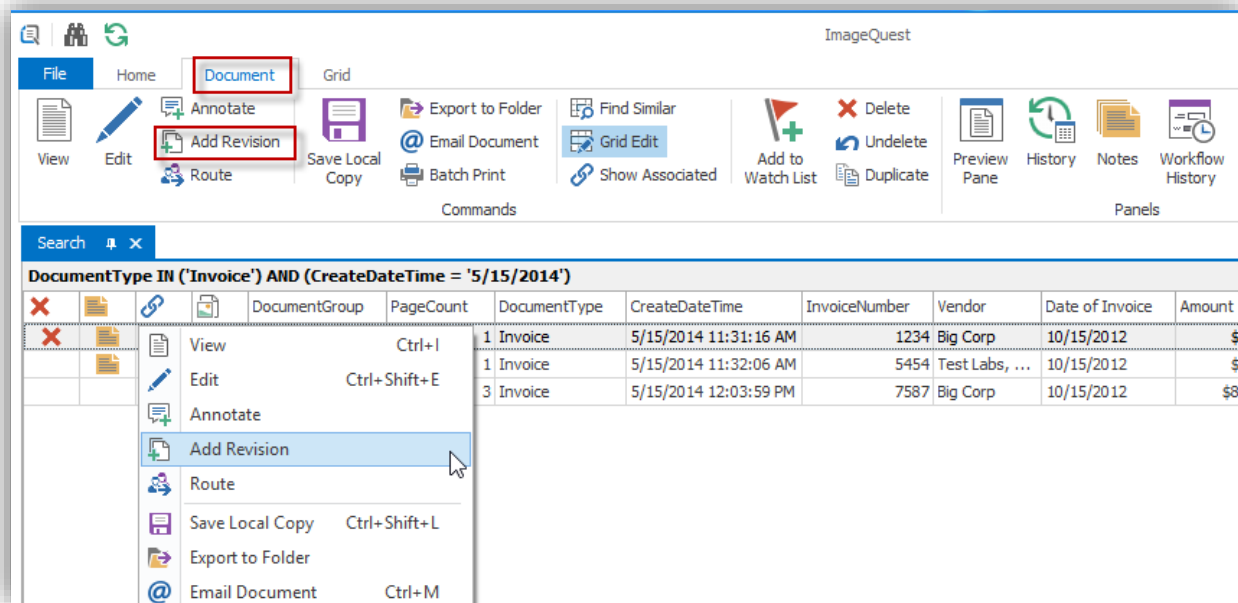 ImageQuest
File Home Document Grid
View
Edit
Annotate
Add Revision
Route
Save Local Copy
Export to Folder
Email Document
Batch Print
Find Similar
Grid Edit
Show Associated
Add to Watch List
Delete
Undelete
Duplicate
Preview Pane
History
Notes
Workflow History
Commands
Panels
Search
DocumentType IN ('Invoice') AND (CreateDateTime = '5/15/2014')
DocumentGroup PageCount DocumentType CreateDateTime InvoiceNumber Vendor Date of Invoice Amount
1 Invoice 5/15/2014 11:31:16 AM 1234 Big Corp 10/15/2012 $
1 Invoice 5/15/2014 11:32:06 AM 5454 Test Labs, ... 10/15/2012 $
3 Invoice 5/15/2014 12:03:59 PM 7587 Big Corp 10/15/2012 $8
View Ctrl+I
Edit Ctrl+Shift+E
Annotate
Add Revision
Route
Save Local Copy Ctrl+Shift+L
Export to Folder
Email Document Ctrl+M